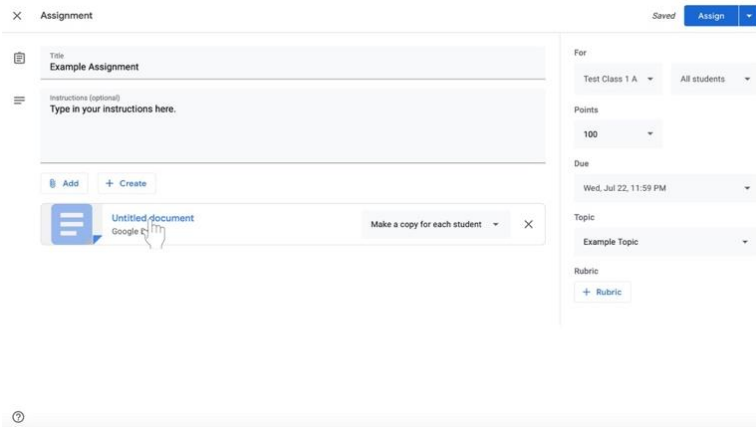 Assignment
Saved
Assign
Title
Example Assignment
Instructions (optional)
Type in your instructions here.
Add
+ Create
Untitled document
Google
Make a copy for each student
For
Test Class 1 A
All students
Points
100
Due
Wed, Jul 22, 11:59 PM
Topic
Example Topic
Rubric
+ Rubric